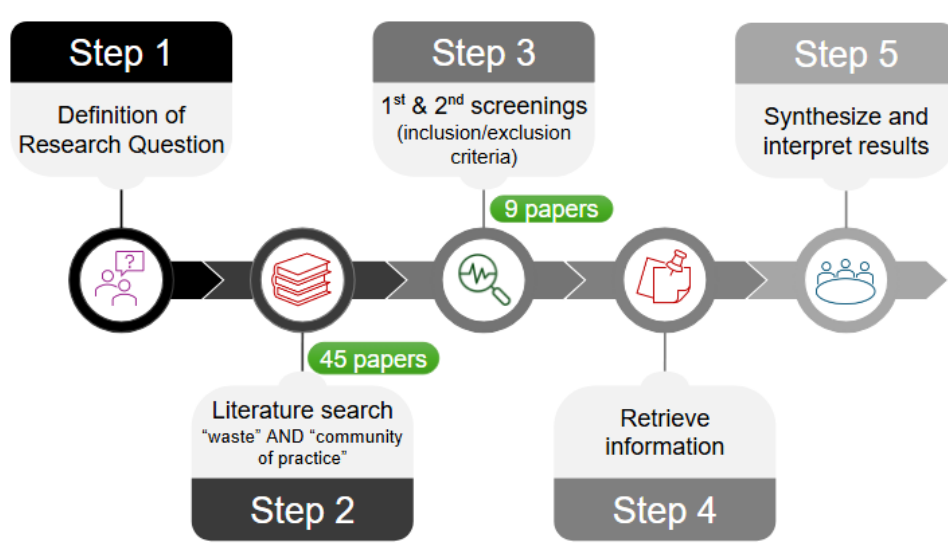 Step 1
Definition of
Research Question
?
45 papers
Literature search
“waste” AND “community
of practice”
Step 2
Step 3
1st & 2nd screenings
(inclusion/exclusion
criteria)
9 papers
Retrieve
information
Step 4
Step 5
Synthesize and
interpret results